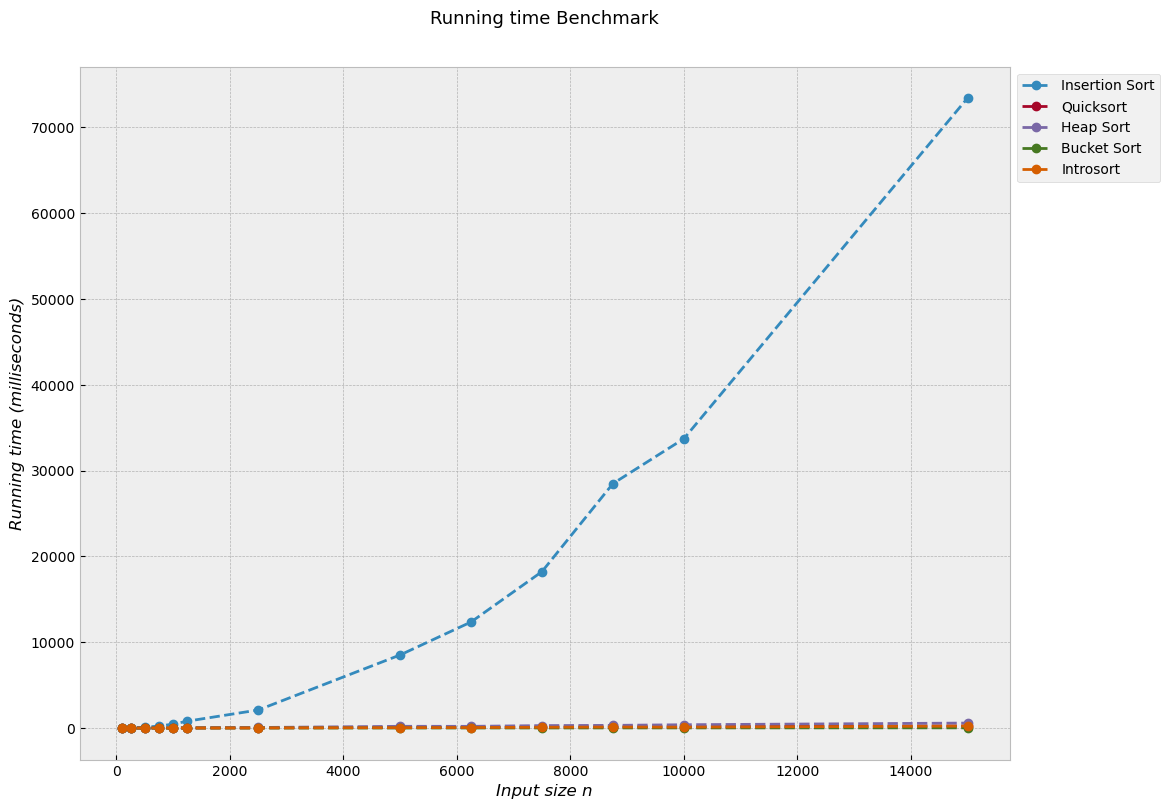 Running time Benchmark
Insertion Sort
Quicksort
Heap Sort
Bucket Sort
Introsort
Running time (milliseconds)
70000
60000
50000
40000
30000
20000
10000
0
0 2000 4000 6000 8000 10000 12000 14000
Input size n